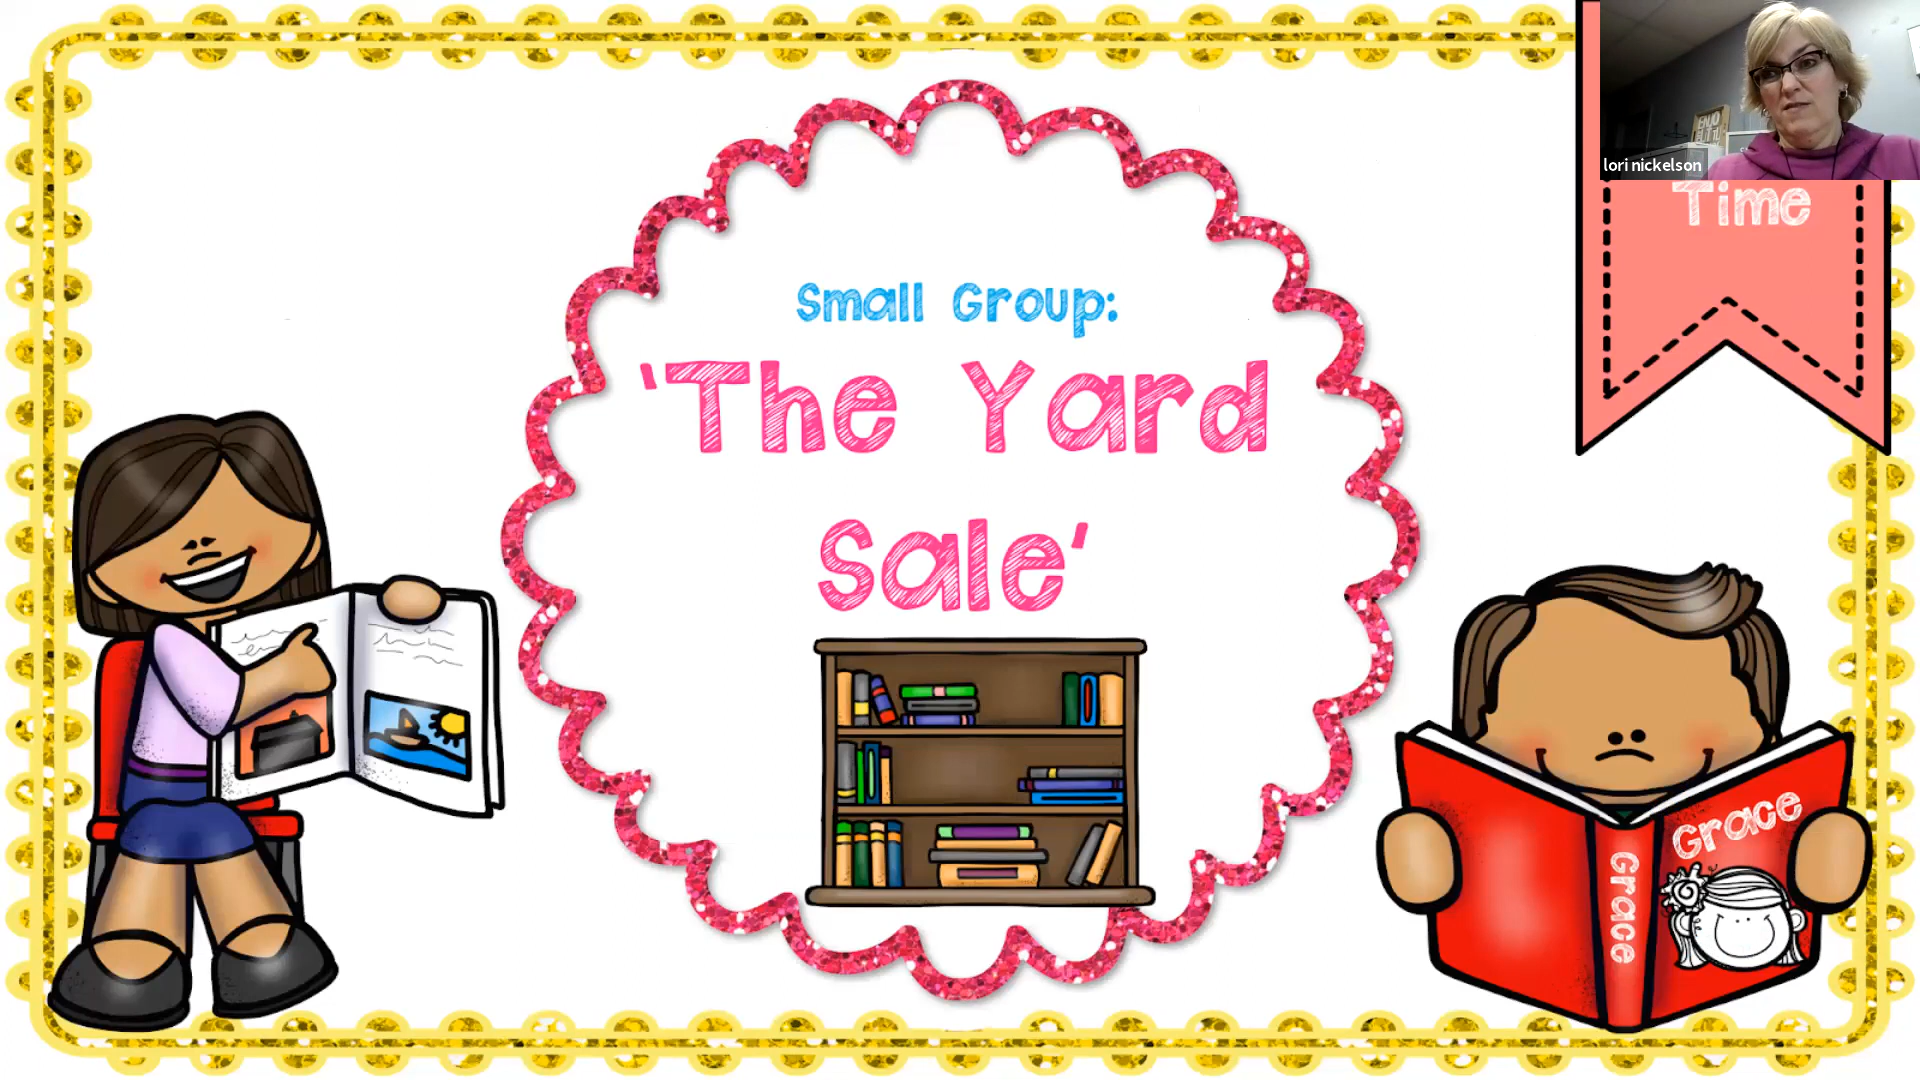 lori nickelson
Time
Small Group:
'The Yard
Sale'
Grace
Grace